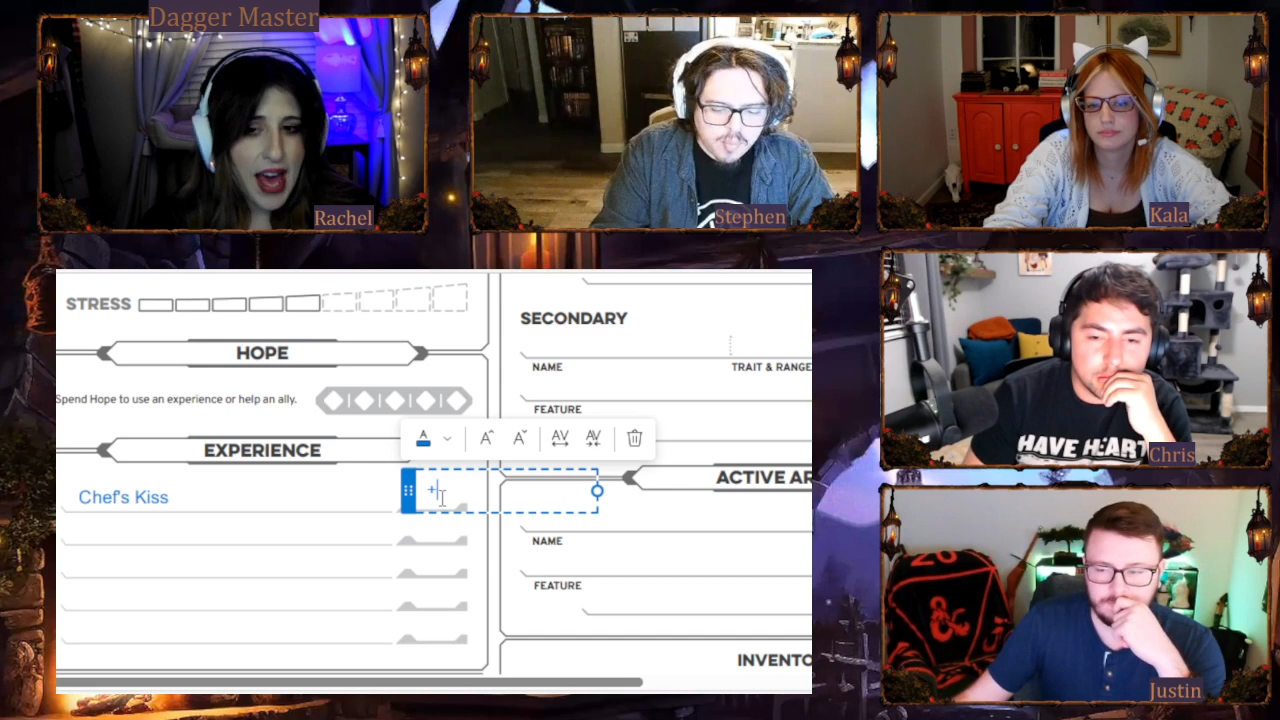 Dagger Master
Rachel
Stephen
Kala
STRESS
HOPE
Spend Hope to use an experience or help an ally.
EXPERIENCE
Chef's Kiss
+
SECONDARY
NAME
TRAIT & RANGE
FEATURE
ACTIVE AR
NAME
FEATURE
INVENTO
HAVE HEART
Chris
20
Justin